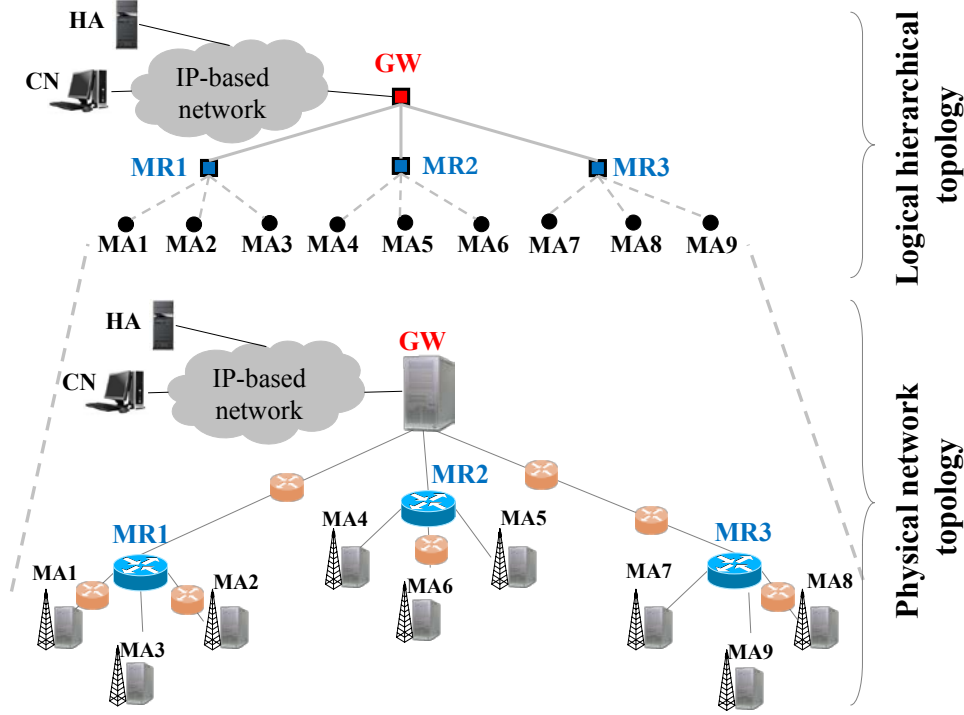 HA
CN
IP-based
network
GW
MR1
MR2
MR3
MA1
MA2
MA3
MA4
MA5
MA6
MA7
MA8
MA9
Logical hierarchical
topology
HA
CN
IP-based
network
GW
MR1
MR2
MR3
MA1
MA2
MA3
MA4
MA5
MA6
MA7
MA8
MA9
Physical network
topology